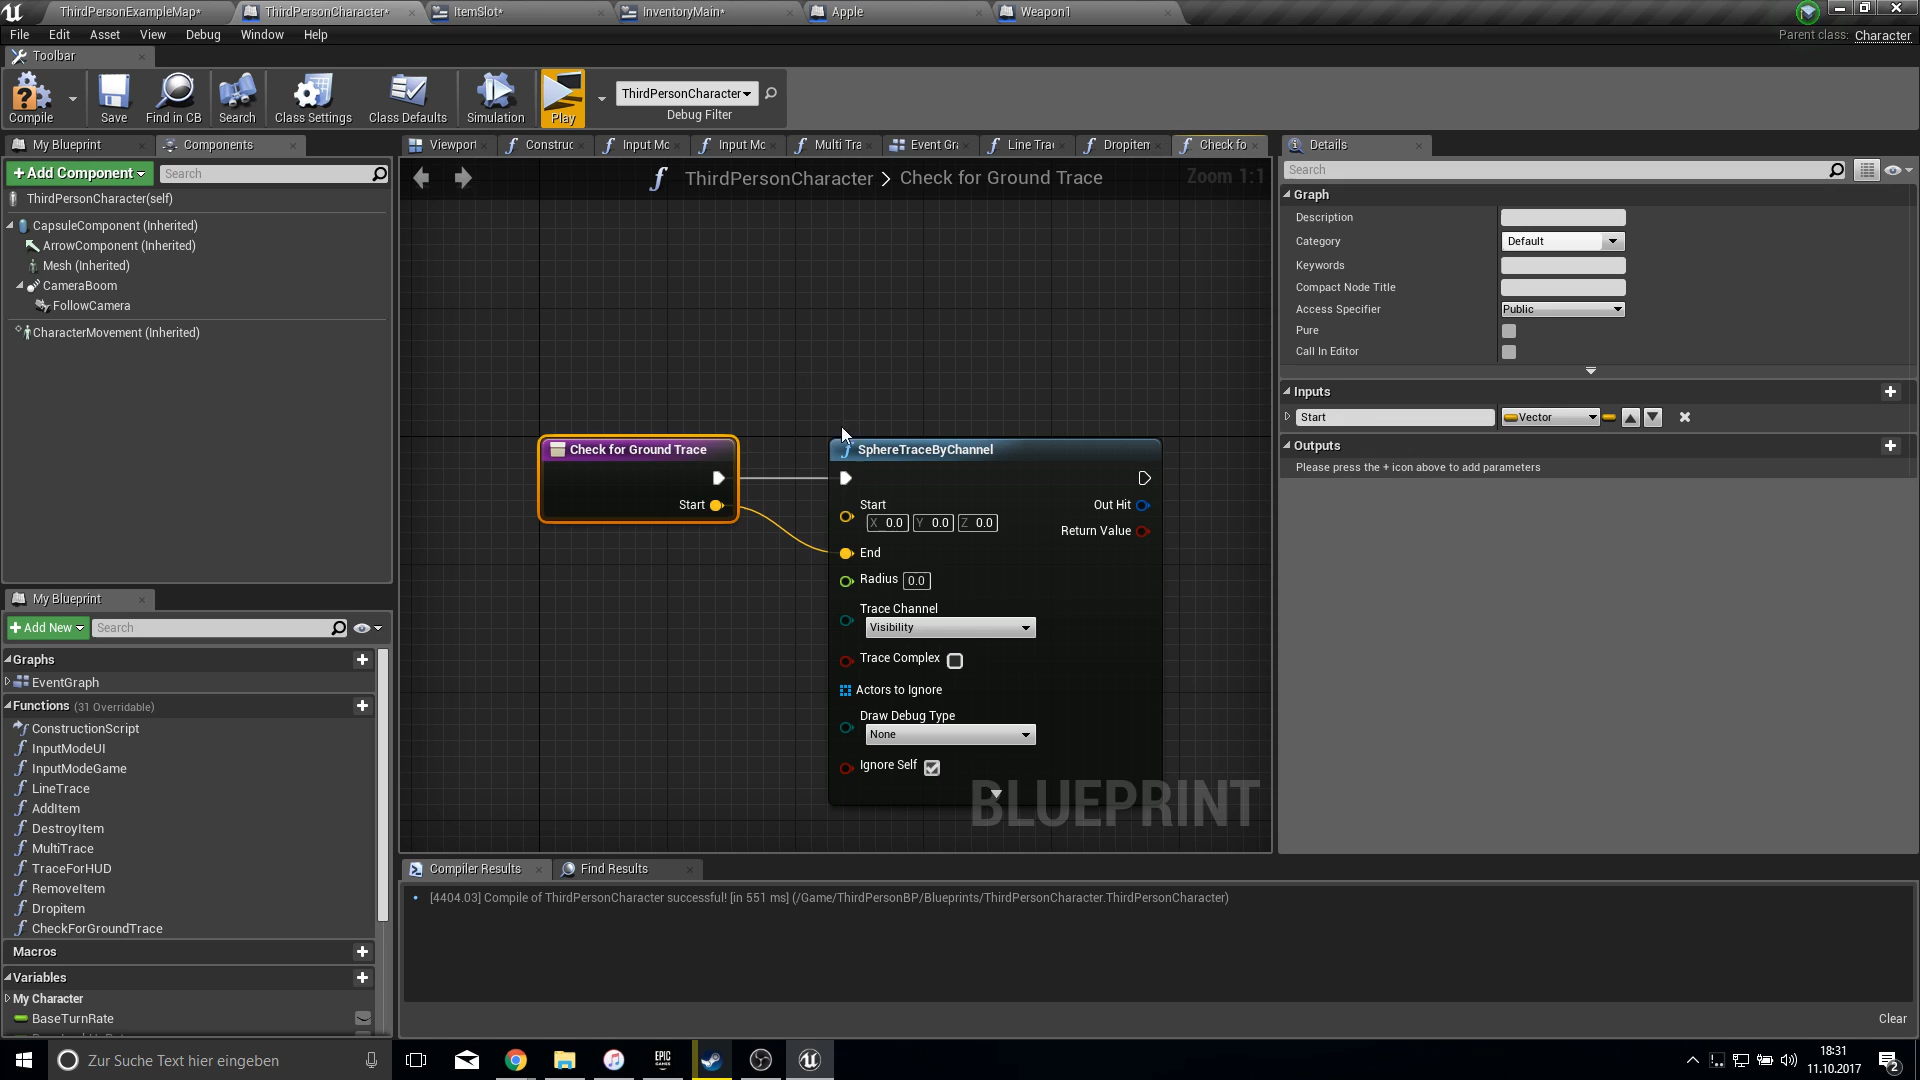 ThirdPersonExampleMap*
ThirdPersonCharacter*
ItemSlot*
InventoryMain*
Apple
Weapon1
File Edit Asset View Debug Window Help
Parent class: Character
Toolbar
Compile
Save
Find in CB
Search
Class Settings
Class Defaults
Simulation
Play
ThirdPersonCharacter
Debug Filter
My Blueprint
Components
+Add Component
Search
ThirdPersonCharacter(self)
CapsuleComponent (Inherited)
ArrowComponent (Inherited)
Mesh (Inherited)
CameraBoom
FollowCamera
CharacterMovement (Inherited)
My Blueprint
+Add New
Search
Graphs
EventGraph
Functions (31 Overridable)
ConstructionScript
InputModeUI
InputModeGame
LineTrace
AddItem
DestroyItem
MultiTrace
TraceForHUD
RemoveItem
Dropitem
CheckForGroundTrace
Macros
Variables
My Character
BaseTurnRate
Viewport
Construc
Input Mo
Input Mo
Multi Tra
Event Gra
Line Trac
Dropitem
Check fo
ThirdPersonCharacter > Check for Ground Trace
Zoom 1:1
Check for Ground Trace
Start
SphereTraceByChannel
Start
X 0.0 Y 0.0 Z 0.0
Out Hit
Return Value
End
Radius 0.0
Trace Channel
Visibility
Trace Complex
Actors to Ignore
Draw Debug Type
None
Ignore Self
BLUEPRINT
Compiler Results
Find Results
[4404.03] Compile of ThirdPersonCharacter successful! [in 551 ms] (/Game/ThirdPersonBP/Blueprints/ThirdPersonCharacter.ThirdPersonCharacter)
Clear
Details
Search
Graph
Description
Category Default
Keywords
Compact Node Title
Access Specifier Public
Pure
Call In Editor
Inputs
Start Vector
Outputs
Please press the + icon above to add parameters
Zur Suche Text hier eingeben
EPIC
GAMES
18:31
11.10.2017
2